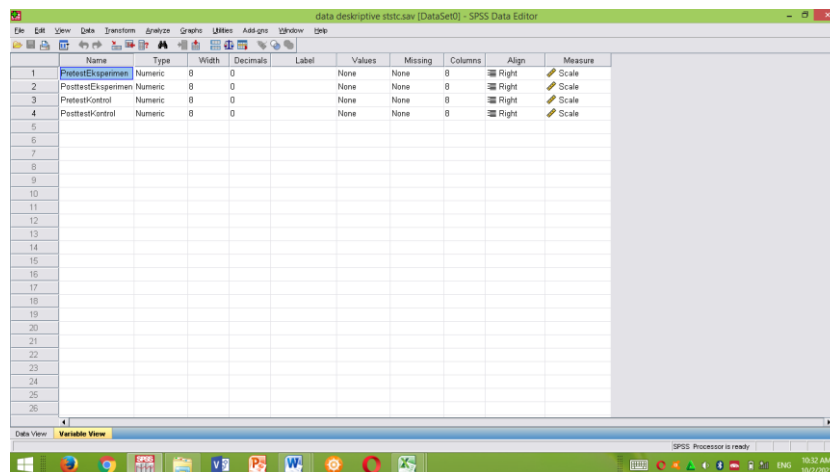 data deskriptive ststc.sav [DataSet0] - SPSS Data Editor
File Edit View Data Transform Analyze Graphs Utilities Add-ons Window Help
Name Type Width Decimals Label Values Missing Columns Align Measure
1 PretestEksperimen Numeric 8 0 None None 8 Right Scale
2 PosttestEksperimen Numeric 8 0 None None 8 Right Scale
3 PretestKontrol Numeric 8 0 None None 8 Right Scale
4 PosttestKontrol Numeric 8 0 None None 8 Right Scale
5
6
7
8
9
10
11
12
13
14
15
16
17
18
19
20
21
22
23
24
25
26
Data View Variable View
SPSS Processor is ready
ENG 10:32 AM